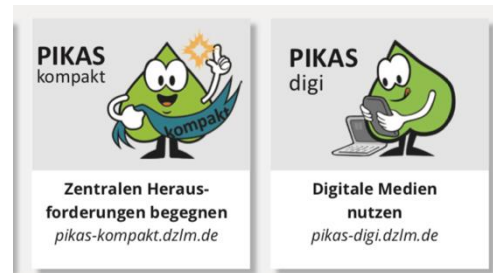 PIKAS
kompakt
kompakt
Zentralen Heraus-
forderungen begegnen
pikas-kompakt.dzlm.de
PIKAS
digi
Digitale Medien
nutzen
pikas-digi.dzlm.de